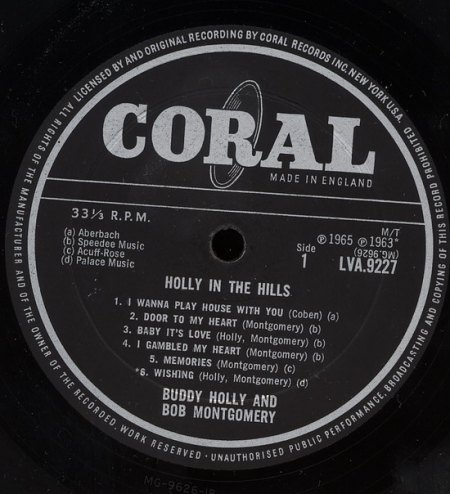 ALL RIGHTS OF THE MANUFACTURER AND OF THE OWNER OF THE RECORDED WORK RESERVED · UNAUTHORISED PUBLIC PERFORMANCE, BROADCASTING AND COPYING OF THIS RECORD PROHIBITED.
LICENSED BY AND ORIGINAL RECORDING BY CORAL RECORDS INC. NEW YORK U.S.A.
CORAL
MADE IN ENGLAND
33⅓ R.P.M.
(a) Aberbach
(b) Speedee Music
(c) Acuff-Rose
(d) Palace Music
M/T
Ⓟ1965 Ⓟ1963*
(MG.9626)
Side
1 LVA.9227
HOLLY IN THE HILLS
1. I WANNA PLAY HOUSE WITH YOU (Coben) (a)
2. DOOR TO MY HEART (Montgomery) (b)
3. BABY IT'S LOVE (Holly, Montgomery) (b)
4. I GAMBLED MY HEART (Montgomery) (b)
5. MEMORIES (Montgomery) (c)
*6. WISHING (Holly, Montgomery) (d)
BUDDY HOLLY AND
BOB MONTGOMERY